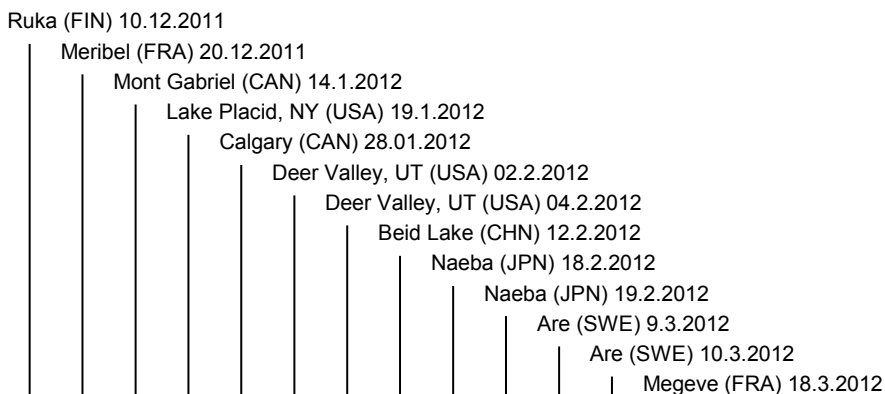 Ruka (FIN) 10.12.2011
Meribel (FRA) 20.12.2011
Mont Gabriel (CAN) 14.1.2012
Lake Placid, NY (USA) 19.1.2012
Calgary (CAN) 28.01.2012
Deer Valley, UT (USA) 02.2.2012
Deer Valley, UT (USA) 04.2.2012
Beid Lake (CHN) 12.2.2012
Naeba (JPN) 18.2.2012
Naeba (JPN) 19.2.2012
Are (SWE) 9.3.2012
Are (SWE) 10.3.2012
Megeve (FRA) 18.3.2012